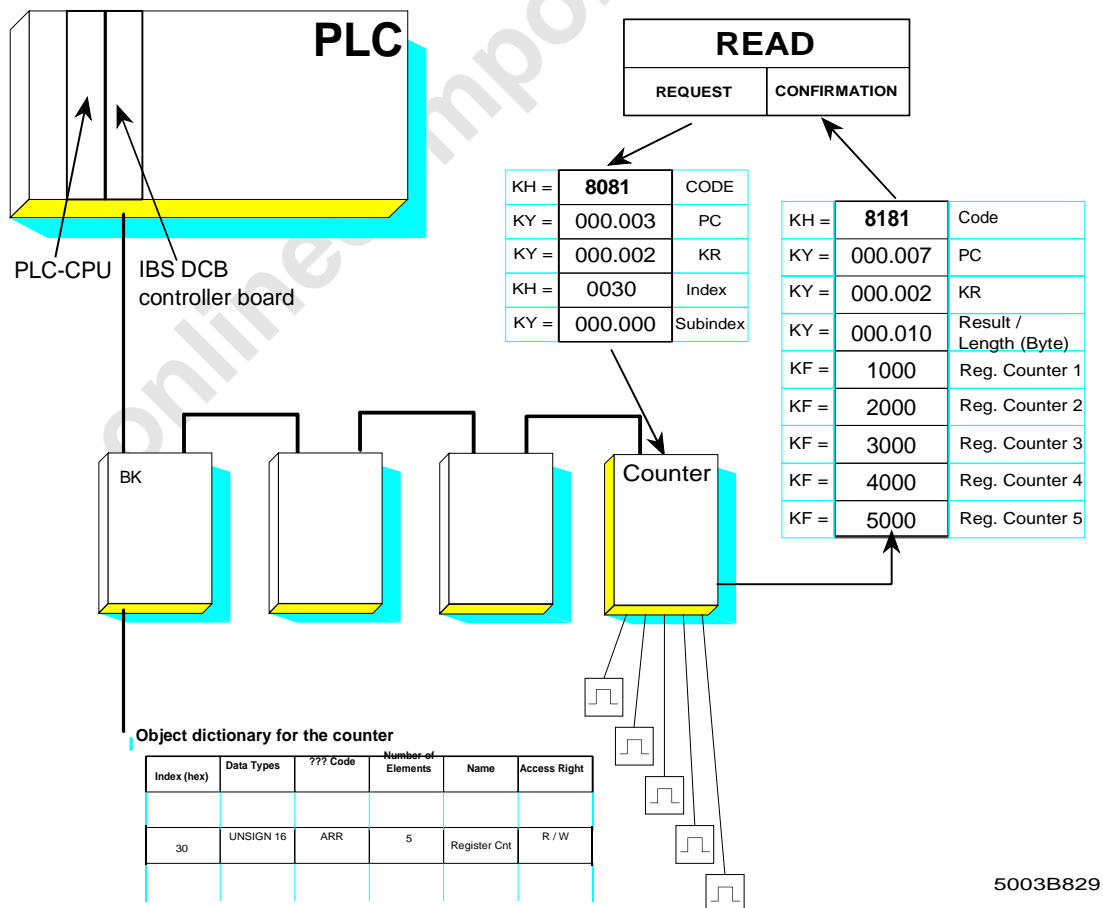 PLC
PLC-CPU
IBS DCB
controller board
READ
REQUEST CONFIRMATION
KH = 8081 CODE
KY = 000.003 PC
KY = 000.002 KR
KH = 0030 Index
KY = 000.000 Subindex
KH = 8181 Code
KY = 000.007 PC
KY = 000.002 KR
KY = 000.010 Result /
Length (Byte)
KF = 1000 Reg. Counter 1
KF = 2000 Reg. Counter 2
KF = 3000 Reg. Counter 3
KF = 4000 Reg. Counter 4
KF = 5000 Reg. Counter 5
BK
Counter
Object dictionary for the counter
Index (hex) Data Types ??? Code Number of Elements Name Access Right
30 UNSIGN 16 ARR 5 Register Cnt R / W
5003B829
online